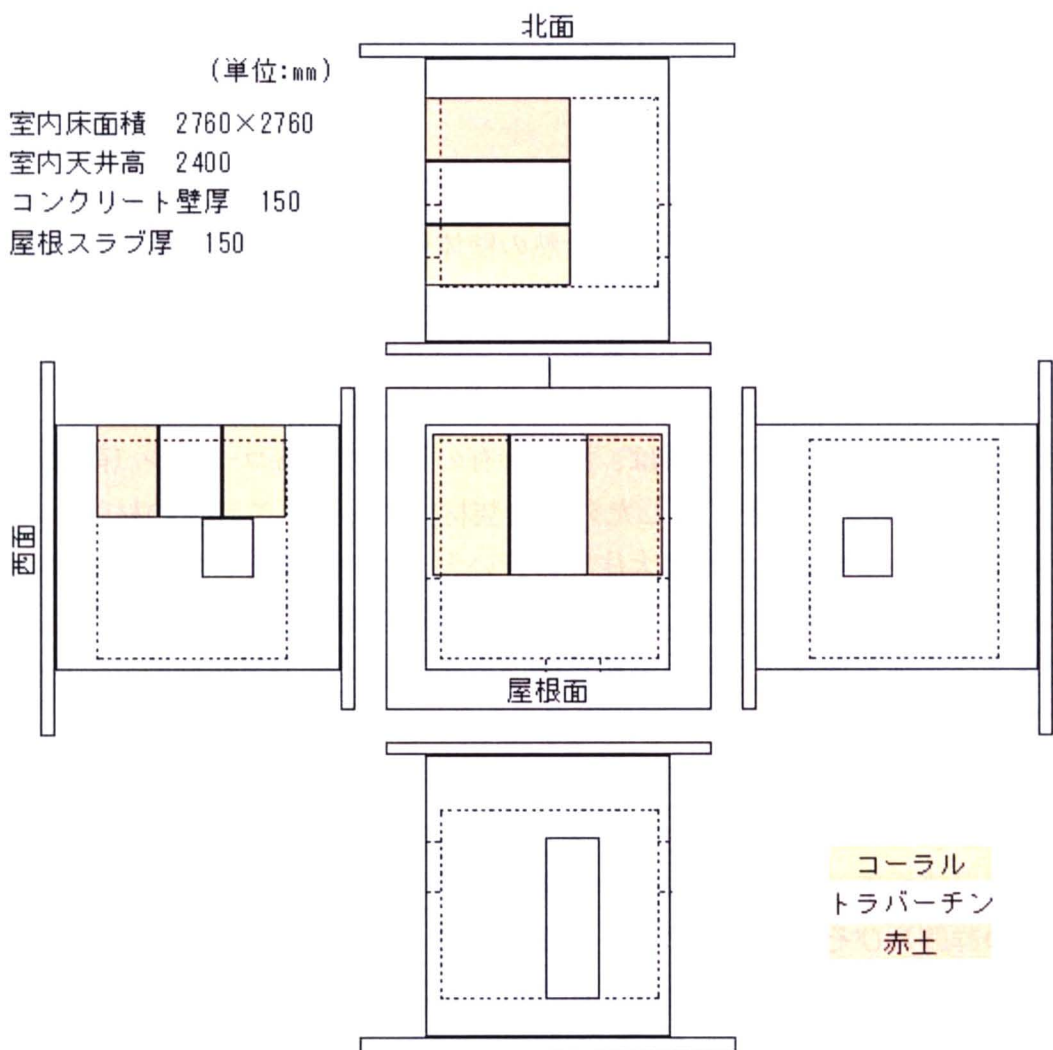 北面
(単位:mm)
室内床面積 2760×2760
室内天井高 2400
コンクリート壁厚 150
屋根スラブ厚 150
西面
屋根面
コーラル
トラバーチン
赤土